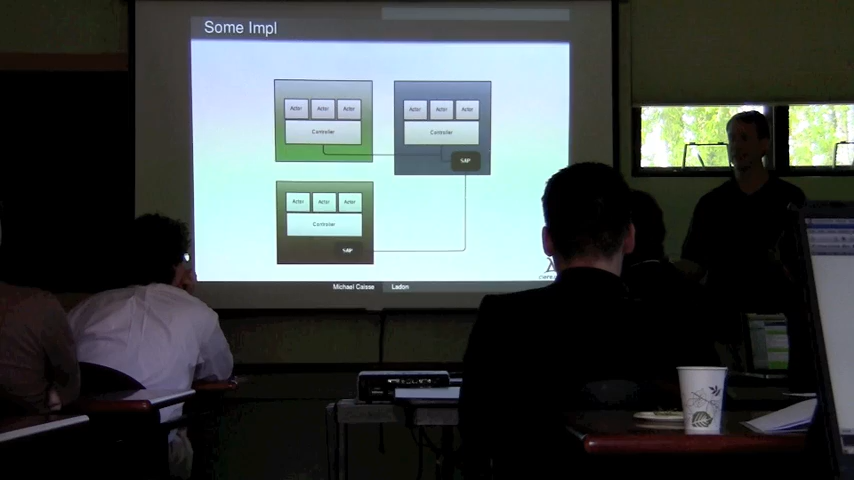 Some Impl
Actor Actor Actor
Controller
Actor Actor Actor
Controller
SAP
Actor Actor Actor
Controller
SAP
Michael Caisse Ladon